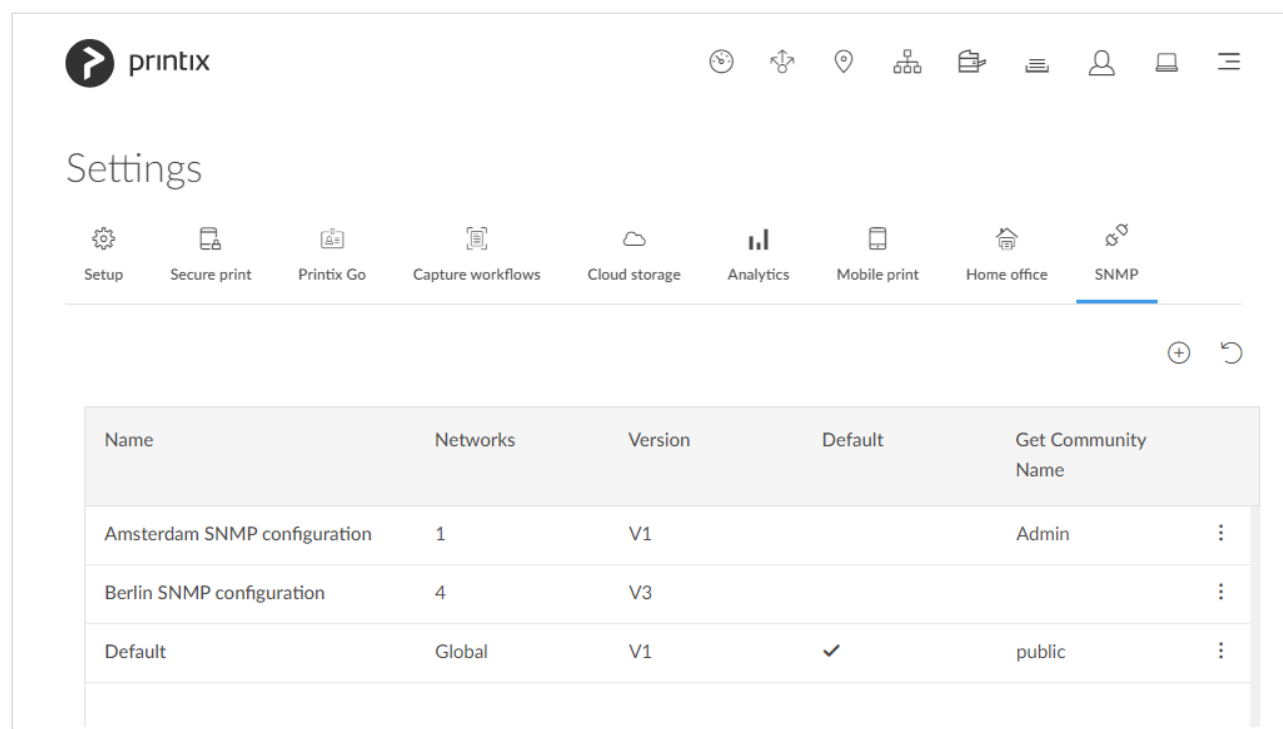 printix
Settings
Setup Secure print Printix Go Capture workflows Cloud storage Analytics Mobile print Home office SNMP
Name Networks Version Default Get Community
Name
Amsterdam SNMP configuration 1 V1 Admin
Berlin SNMP configuration 4 V3
Default Global V1 public